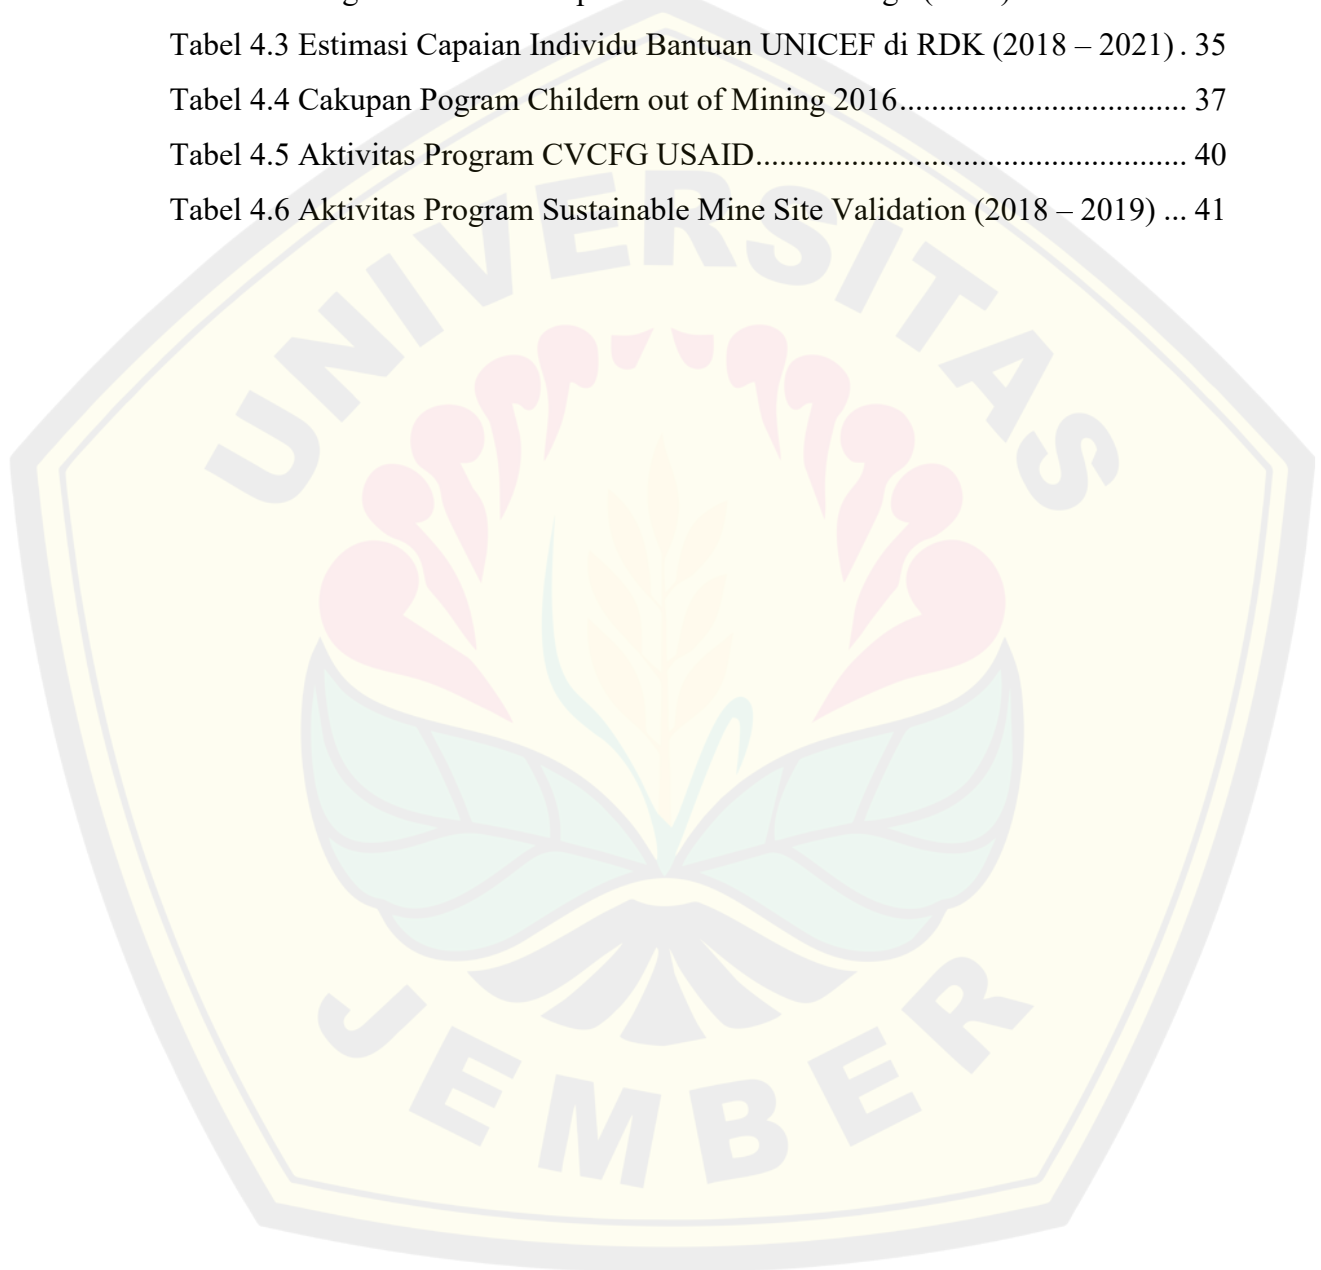 Tabel 4.3 Estimasi Capaian Individu Bantuan UNICEF di RDK (2018 – 2021) . 35
Tabel 4.4 Cakupan Pogram Childern out of Mining 2016.................................... 37
Tabel 4.5 Aktivitas Program CVCFG USAID...................................................... 40
Tabel 4.6 Aktivitas Program Sustainable Mine Site Validation (2018 – 2019) ... 41
UNIVERSITAS
JEMBER